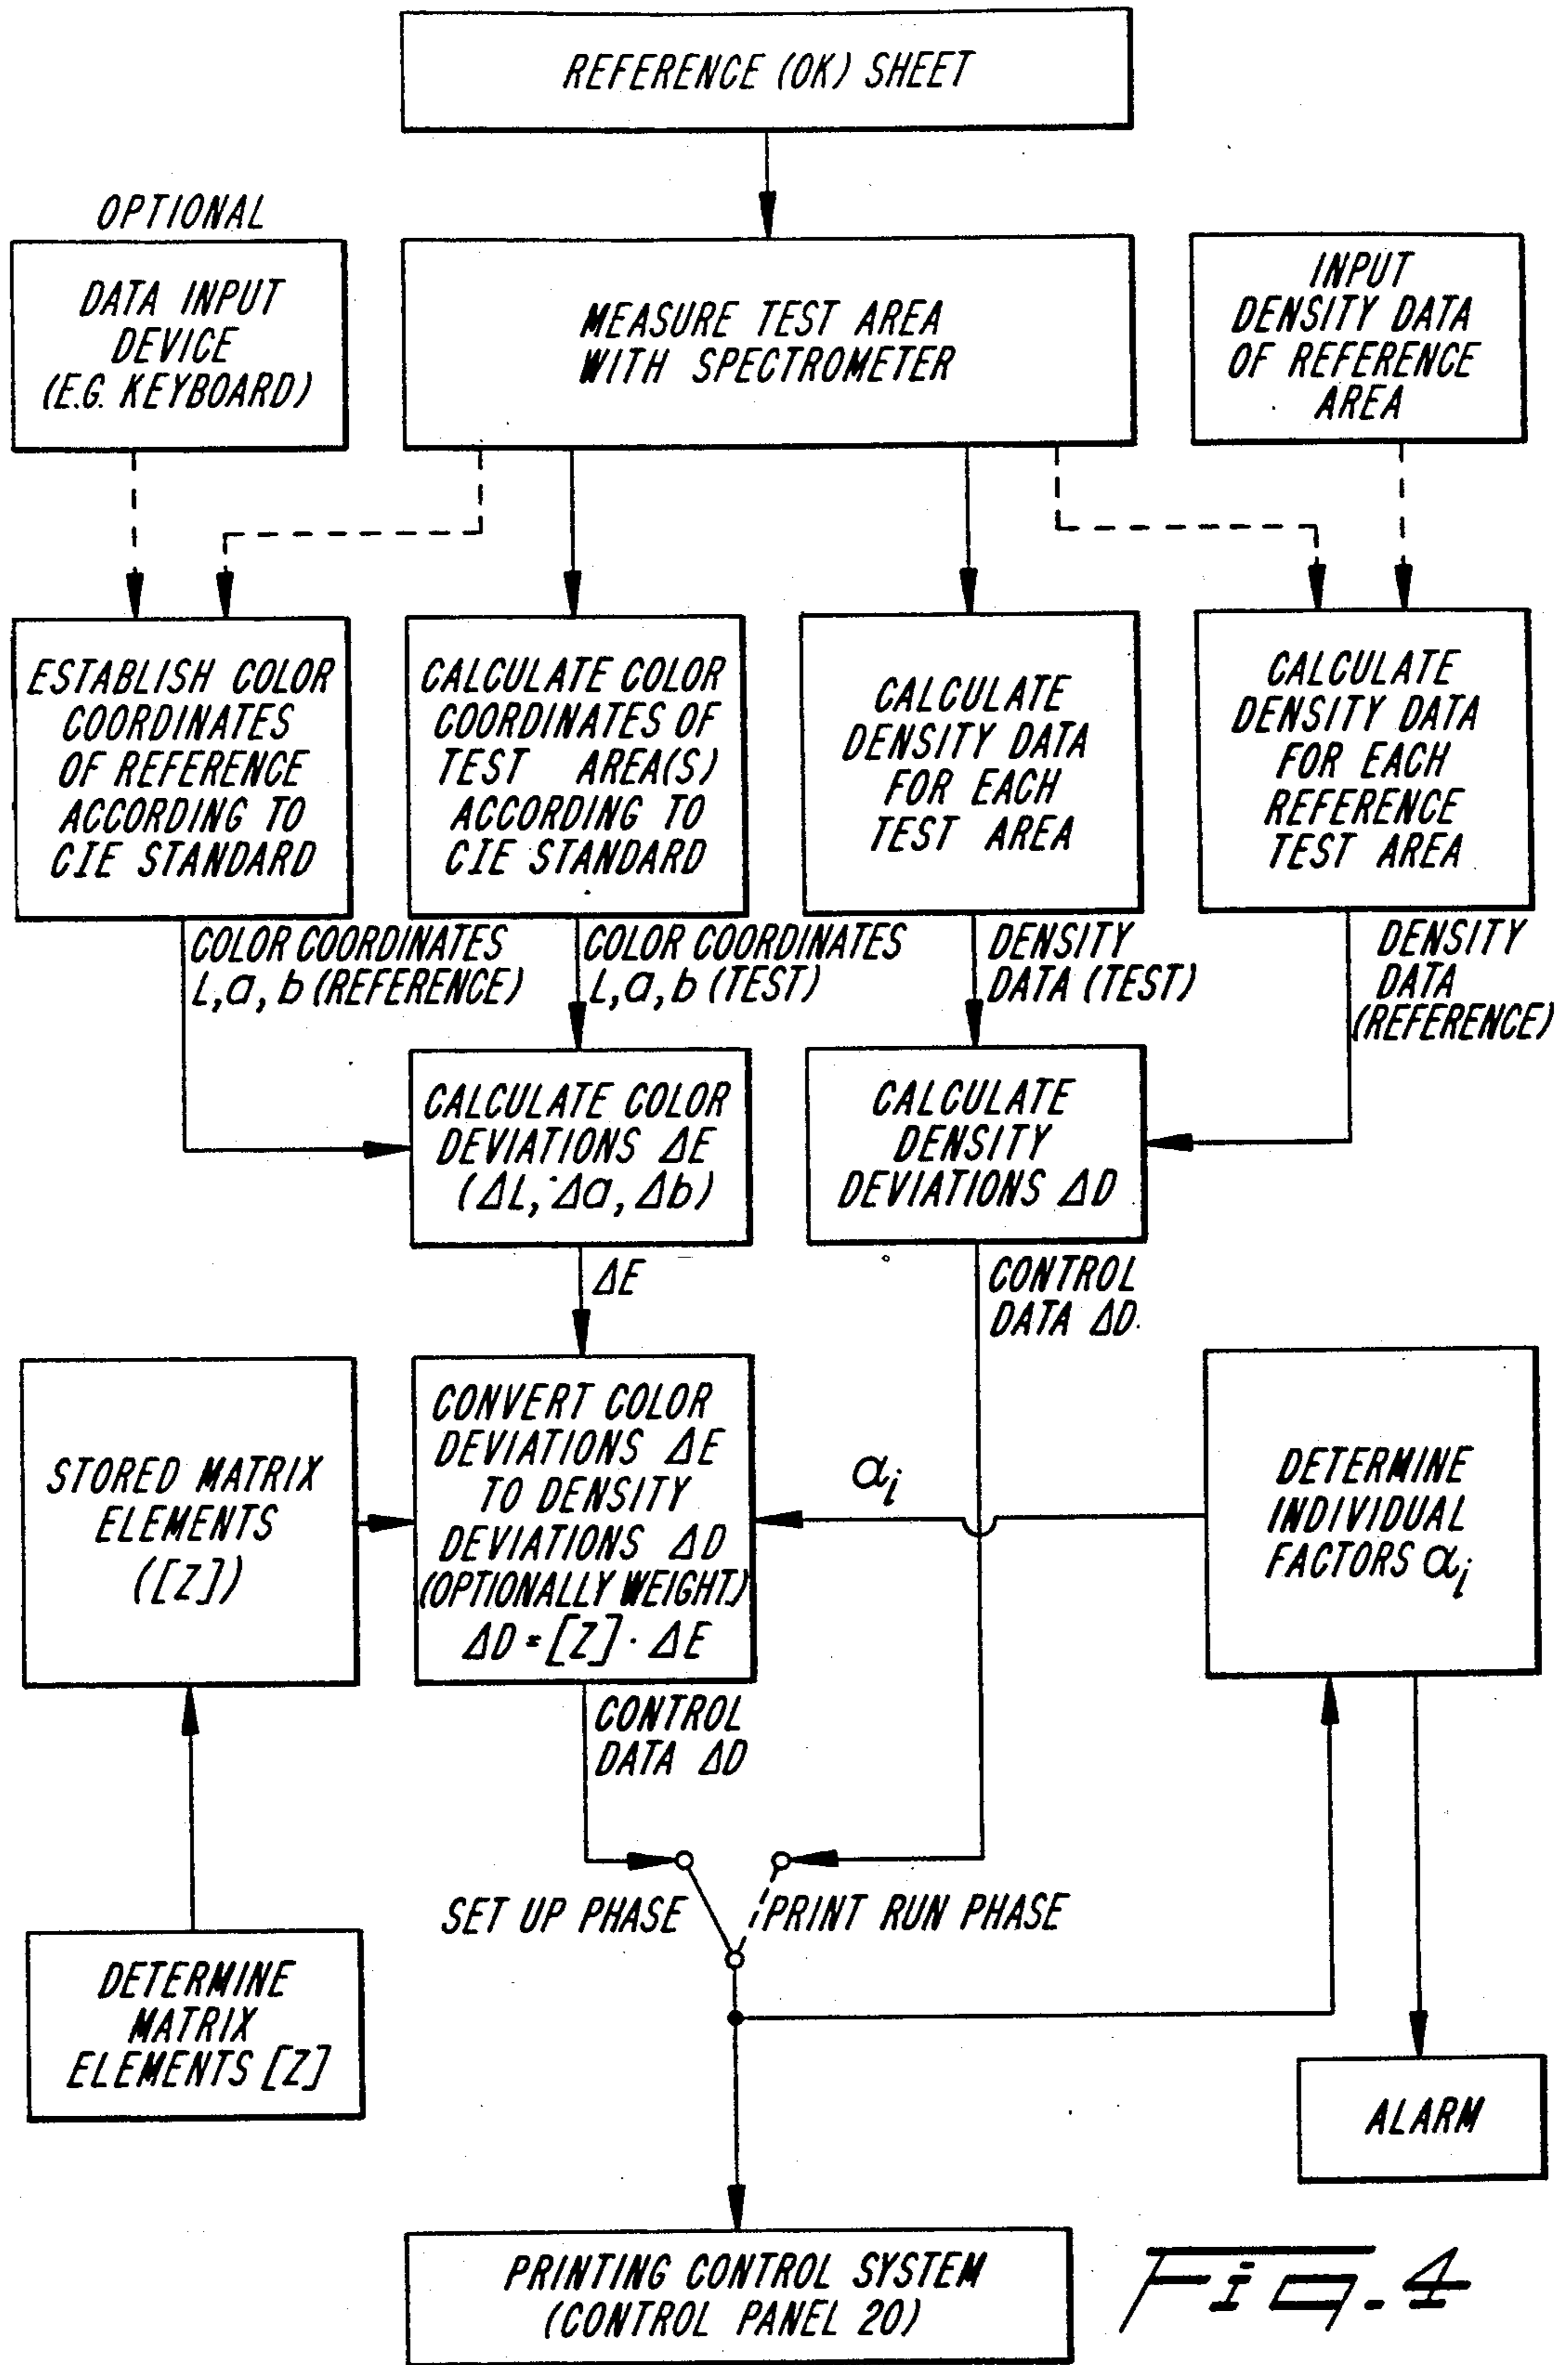 REFERENCE (OK) SHEET
OPTIONAL
DATA INPUT
DEVICE
(E.G. KEYBOARD)
MEASURE TEST AREA
WITH SPECTROMETER
INPUT
DENSITY DATA
OF REFERENCE
AREA
ESTABLISH COLOR
COORDINATES
OF REFERENCE
ACCORDING TO
CIE STANDARD
CALCULATE COLOR
COORDINATES OF
TEST AREA(S)
ACCORDING TO
CIE STANDARD
CALCULATE
DENSITY DATA
FOR EACH
TEST AREA
CALCULATE
DENSITY DATA
FOR EACH
REFERENCE
TEST AREA
COLOR COORDINATES
L, a, b (REFERENCE)
COLOR COORDINATES
L, a, b (TEST)
DENSITY
DATA (TEST)
DENSITY
DATA
(REFERENCE)
CALCULATE COLOR
DEVIATIONS ΔE
(ΔL, Δa, Δb)
CALCULATE
DENSITY
DEVIATIONS ΔD
ΔE
CONTROL
DATA ΔD.
STORED MATRIX
ELEMENTS
([Z])
CONVERT COLOR
DEVIATIONS ΔE
TO DENSITY
DEVIATIONS ΔD
(OPTIONALLY WEIGHT)
ΔD = [Z] · ΔE
αi
DETERMINE
INDIVIDUAL
FACTORS αi
CONTROL
DATA ΔD
SET UP PHASE
PRINT RUN PHASE
DETERMINE
MATRIX
ELEMENTS [Z]
ALARM
PRINTING CONTROL SYSTEM
(CONTROL PANEL 20)
Fig. 4